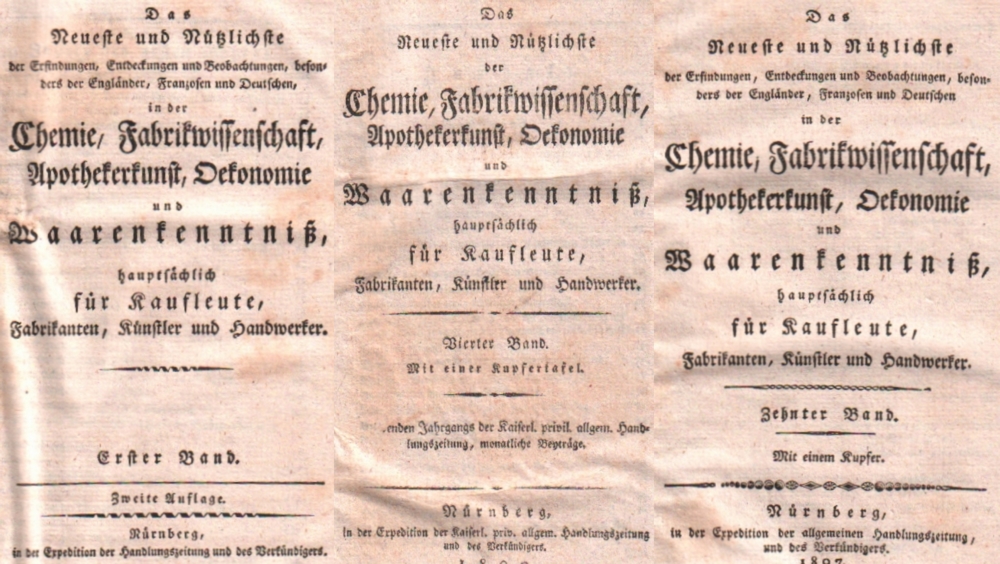 Das
Neueste und Nützlichste
der Erfindungen, Entdeckungen und Beobachtungen, beson-
ders der Engländer, Franzosen und Deutschen,
in der
Chemie, Fabrikwissenschaft,
Apothekerkunst, Oekonomie
und
Waarenkenntniß,
hauptsächlich
für Kaufleute,
Fabrikanten, Künstler und Handwerker.
Erster Band.
Zweite Auflage.
Nürnberg,
in der Expedition der Handlungszeitung und des Verkündigers.
Das
Neueste und Nützlichste
der
Chemie, Fabrikwissenschaft,
Apothekerkunst, Oekonomie
und
Waarenkenntniß,
hauptsächlich
für Kaufleute,
Fabrikanten, Künstler und Handwerker.
Vierter Band.
Mit einer Kupfertafel.
enden Jahrgangs der Kaiserl. privil. allgem. Hand-
lungszeitung, monatliche Beyträge.
Nürnberg,
in der Expedition der Kaiserl. priv. allgem. Handlungszeitung
und des Verkündigers.
Das
Neueste und Nützlichste
der Erfindungen, Entdeckungen und Beobachtungen, beson-
ders der Engländer, Franzosen und Deutschen
in der
Chemie, Fabrikwissenschaft,
Apothekerkunst, Oekonomie
und
Waarenkenntniß,
hauptsächlich
für Kaufleute,
Fabrikanten, Künstler und Handwerker.
Zehnter Band.
Mit einem Kupfer.
Nürnberg,
in der Expedition der allgemeinen Handlungszeitung,
und des Verkündigers.
1807